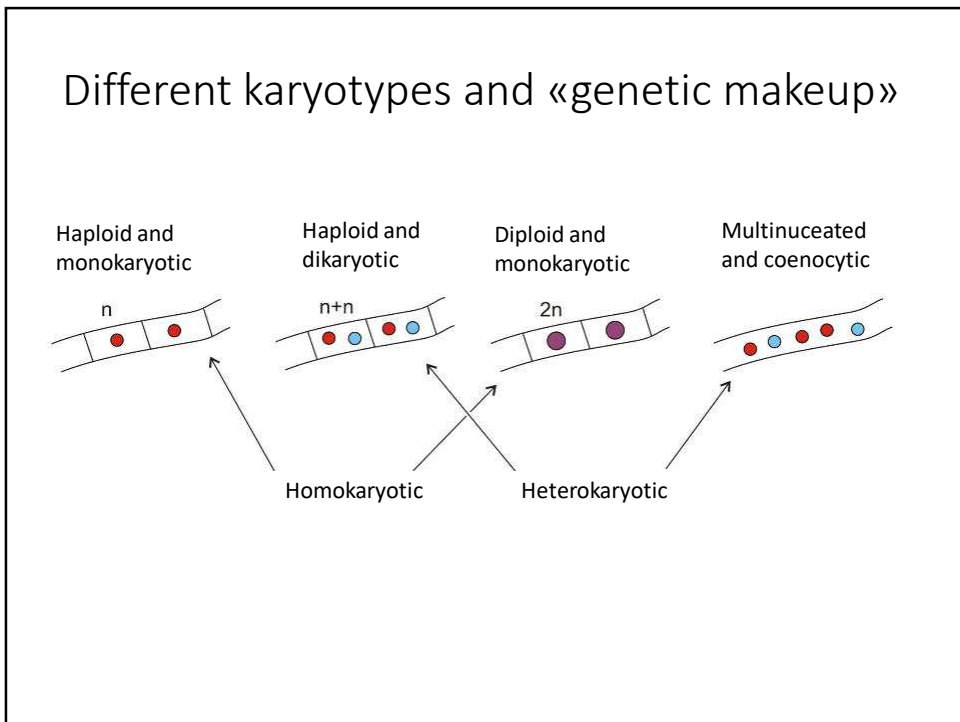 Different karyotypes and «genetic makeup»
Haploid and
monokaryotic
Haploid and
dikaryotic
Diploid and
monokaryotic
Multinuceated
and coenocytic
n
n+n
2n
Homokaryotic
Heterokaryotic